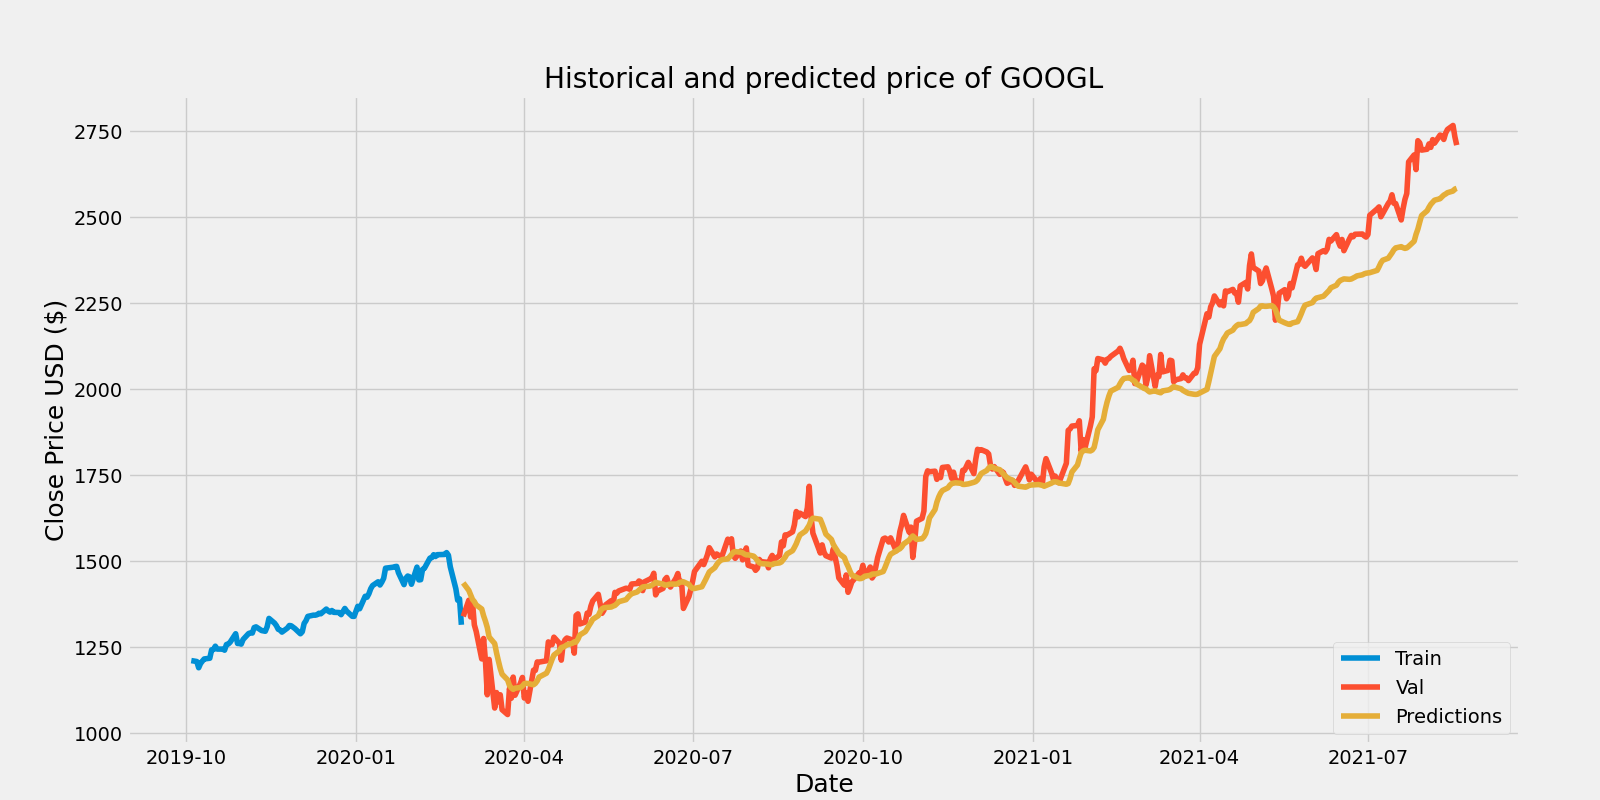 Historical and predicted price of GOOGL
Close Price USD ($)
2750
2500
2250
2000
1750
1500
1250
1000
Train
Val
Predictions
2019-10 2020-01 2020-04 2020-07 2020-10 2021-01 2021-04 2021-07
Date